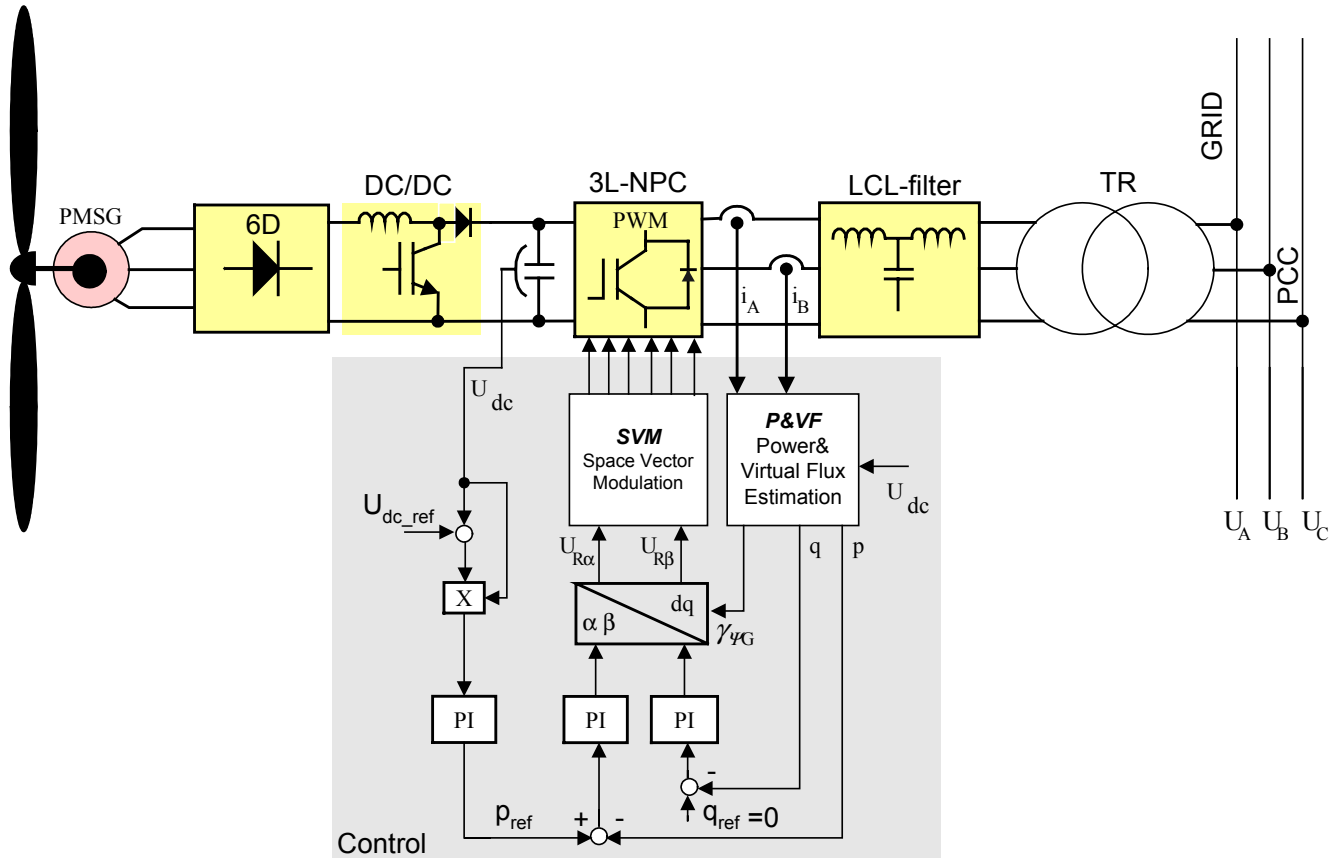 GRID
DC/DC
3L-NPC
LCL-filter
TR
PMSG
6D
PWM
PCC
i_A
i_B
U_dc
SVM
Space Vector
Modulation
P&VF
Power&
Virtual Flux
Estimation
U_dc
U_A U_B U_C
U_dc_ref
U_Rα
U_Rβ
q
p
X
dq
α β
γ_ΨG
PI
PI
PI
-
p_ref
+
-
q_ref =0
Control